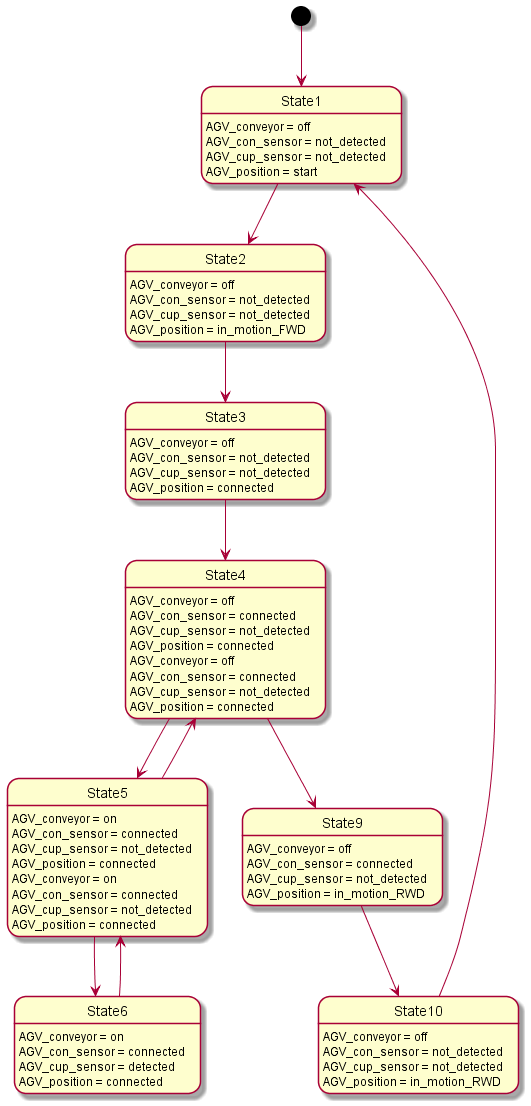 State1
AGV_conveyor = off
AGV_con_sensor = not_detected
AGV_cup_sensor = not_detected
AGV_position = start
State2
AGV_conveyor = off
AGV_con_sensor = not_detected
AGV_cup_sensor = not_detected
AGV_position = in_motion_FWD
State3
AGV_conveyor = off
AGV_con_sensor = not_detected
AGV_cup_sensor = not_detected
AGV_position = connected
State4
AGV_conveyor = off
AGV_con_sensor = connected
AGV_cup_sensor = not_detected
AGV_position = connected
AGV_conveyor = off
AGV_con_sensor = connected
AGV_cup_sensor = not_detected
AGV_position = connected
State5
AGV_conveyor = on
AGV_con_sensor = connected
AGV_cup_sensor = not_detected
AGV_position = connected
AGV_conveyor = on
AGV_con_sensor = connected
AGV_cup_sensor = not_detected
AGV_position = connected
State9
AGV_conveyor = off
AGV_con_sensor = connected
AGV_cup_sensor = not_detected
AGV_position = in_motion_RWD
State6
AGV_conveyor = on
AGV_con_sensor = connected
AGV_cup_sensor = detected
AGV_position = connected
State10
AGV_conveyor = off
AGV_con_sensor = not_detected
AGV_cup_sensor = not_detected
AGV_position = in_motion_RWD